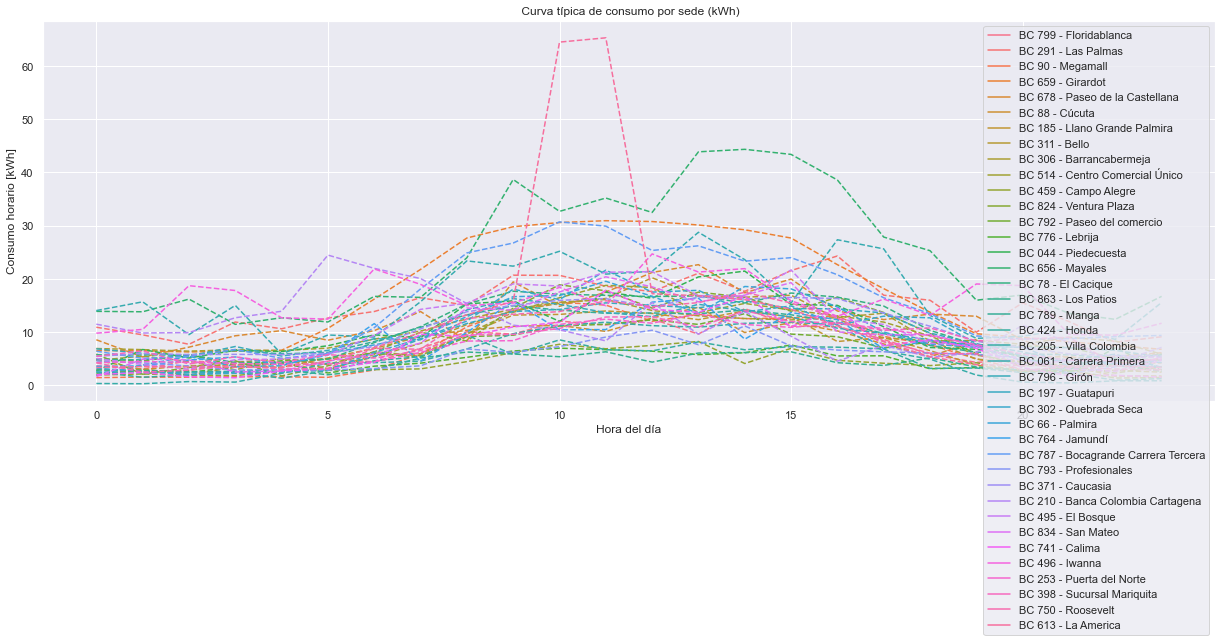 Curva típica de consumo por sede (kWh)
Consumo horario [kWh]
60
50
40
30
20
10
0
0
5
10
15
Hora del día
BC 799 - Floridablanca
BC 291 - Las Palmas
BC 90 - Megamall
BC 659 - Girardot
BC 678 - Paseo de la Castellana
BC 88 - Cúcuta
BC 185 - Llano Grande Palmira
BC 311 - Bello
BC 306 - Barrancabermeja
BC 514 - Centro Comercial Único
BC 459 - Campo Alegre
BC 824 - Ventura Plaza
BC 792 - Paseo del comercio
BC 776 - Lebrija
BC 044 - Piedecuesta
BC 656 - Mayales
BC 78 - El Cacique
BC 863 - Los Patios
BC 789 - Manga
BC 424 - Honda
BC 205 - Villa Colombia
BC 061 - Carrera Primera
BC 796 - Girón
BC 197 - Guatapuri
BC 302 - Quebrada Seca
BC 66 - Palmira
BC 764 - Jamundí
BC 787 - Bocagrande Carrera Tercera
BC 793 - Profesionales
BC 371 - Caucasia
BC 210 - Banca Colombia Cartagena
BC 495 - El Bosque
BC 834 - San Mateo
BC 741 - Calima
BC 496 - Iwanna
BC 253 - Puerta del Norte
BC 398 - Sucursal Mariquita
BC 750 - Roosevelt
BC 613 - La America